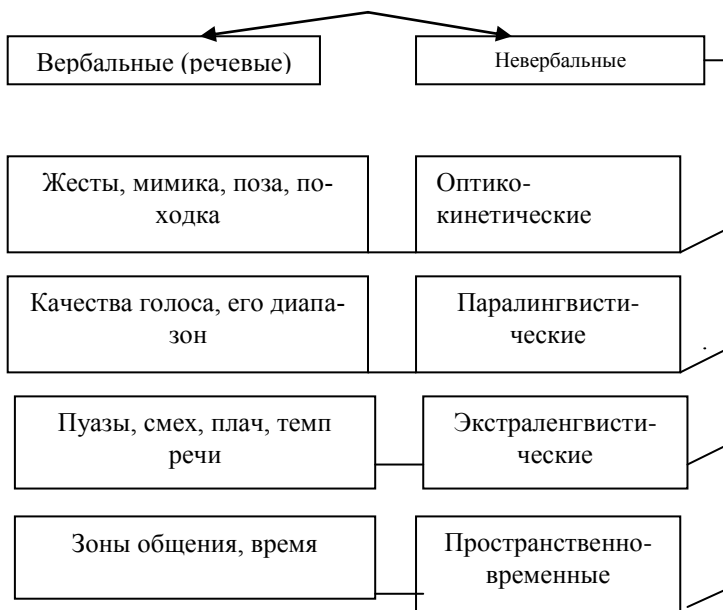 Вербальные (речевые)
Невербальные
Жесты, мимика, поза, по-
ходка
Оптико-
кинетические
Качества голоса, его диапа-
зон
Паралингвисти-
ческие
Пуазы, смех, плач, темп
речи
Экстраленгвисти-
ческие
Зоны общения, время
Пространственно-
временные